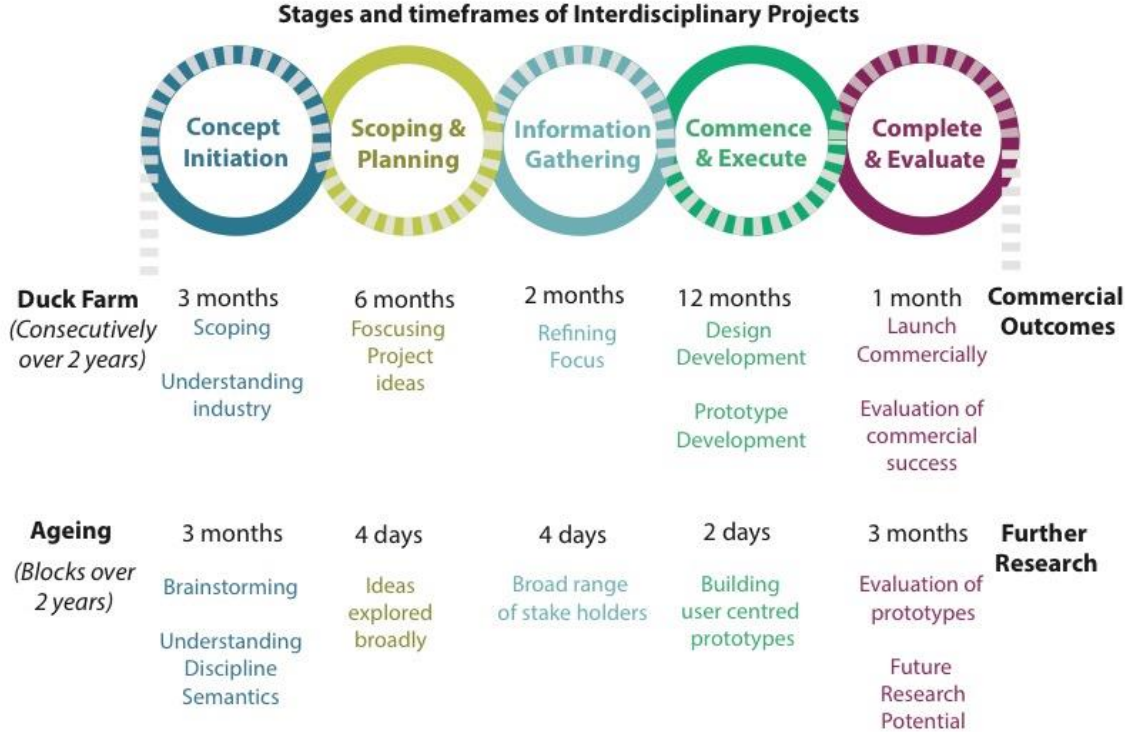 Stages and timeframes of Interdisciplinary Projects
Concept
Initiation
Scoping &
Planning
Information
Gathering
Commence
& Execute
Complete
& Evaluate
Duck Farm
(Consecutively
over 2 years)
3 months
Scoping
Understanding
industry
6 months
Foscusing
Project
ideas
2 months
Refining
Focus
12 months
Design
Development
Prototype
Development
1 month
Launch
Commercially
Evaluation of
commercial
success
Commercial
Outcomes
Ageing
(Blocks over
2 years)
3 months
Brainstorming
Understanding
Discipline
Semantics
4 days
Ideas
explored
broadly
4 days
Broad range
of stake holders
2 days
Building
user centred
prototypes
3 months
Evaluation of
prototypes
Future
Research
Potential
Further
Research